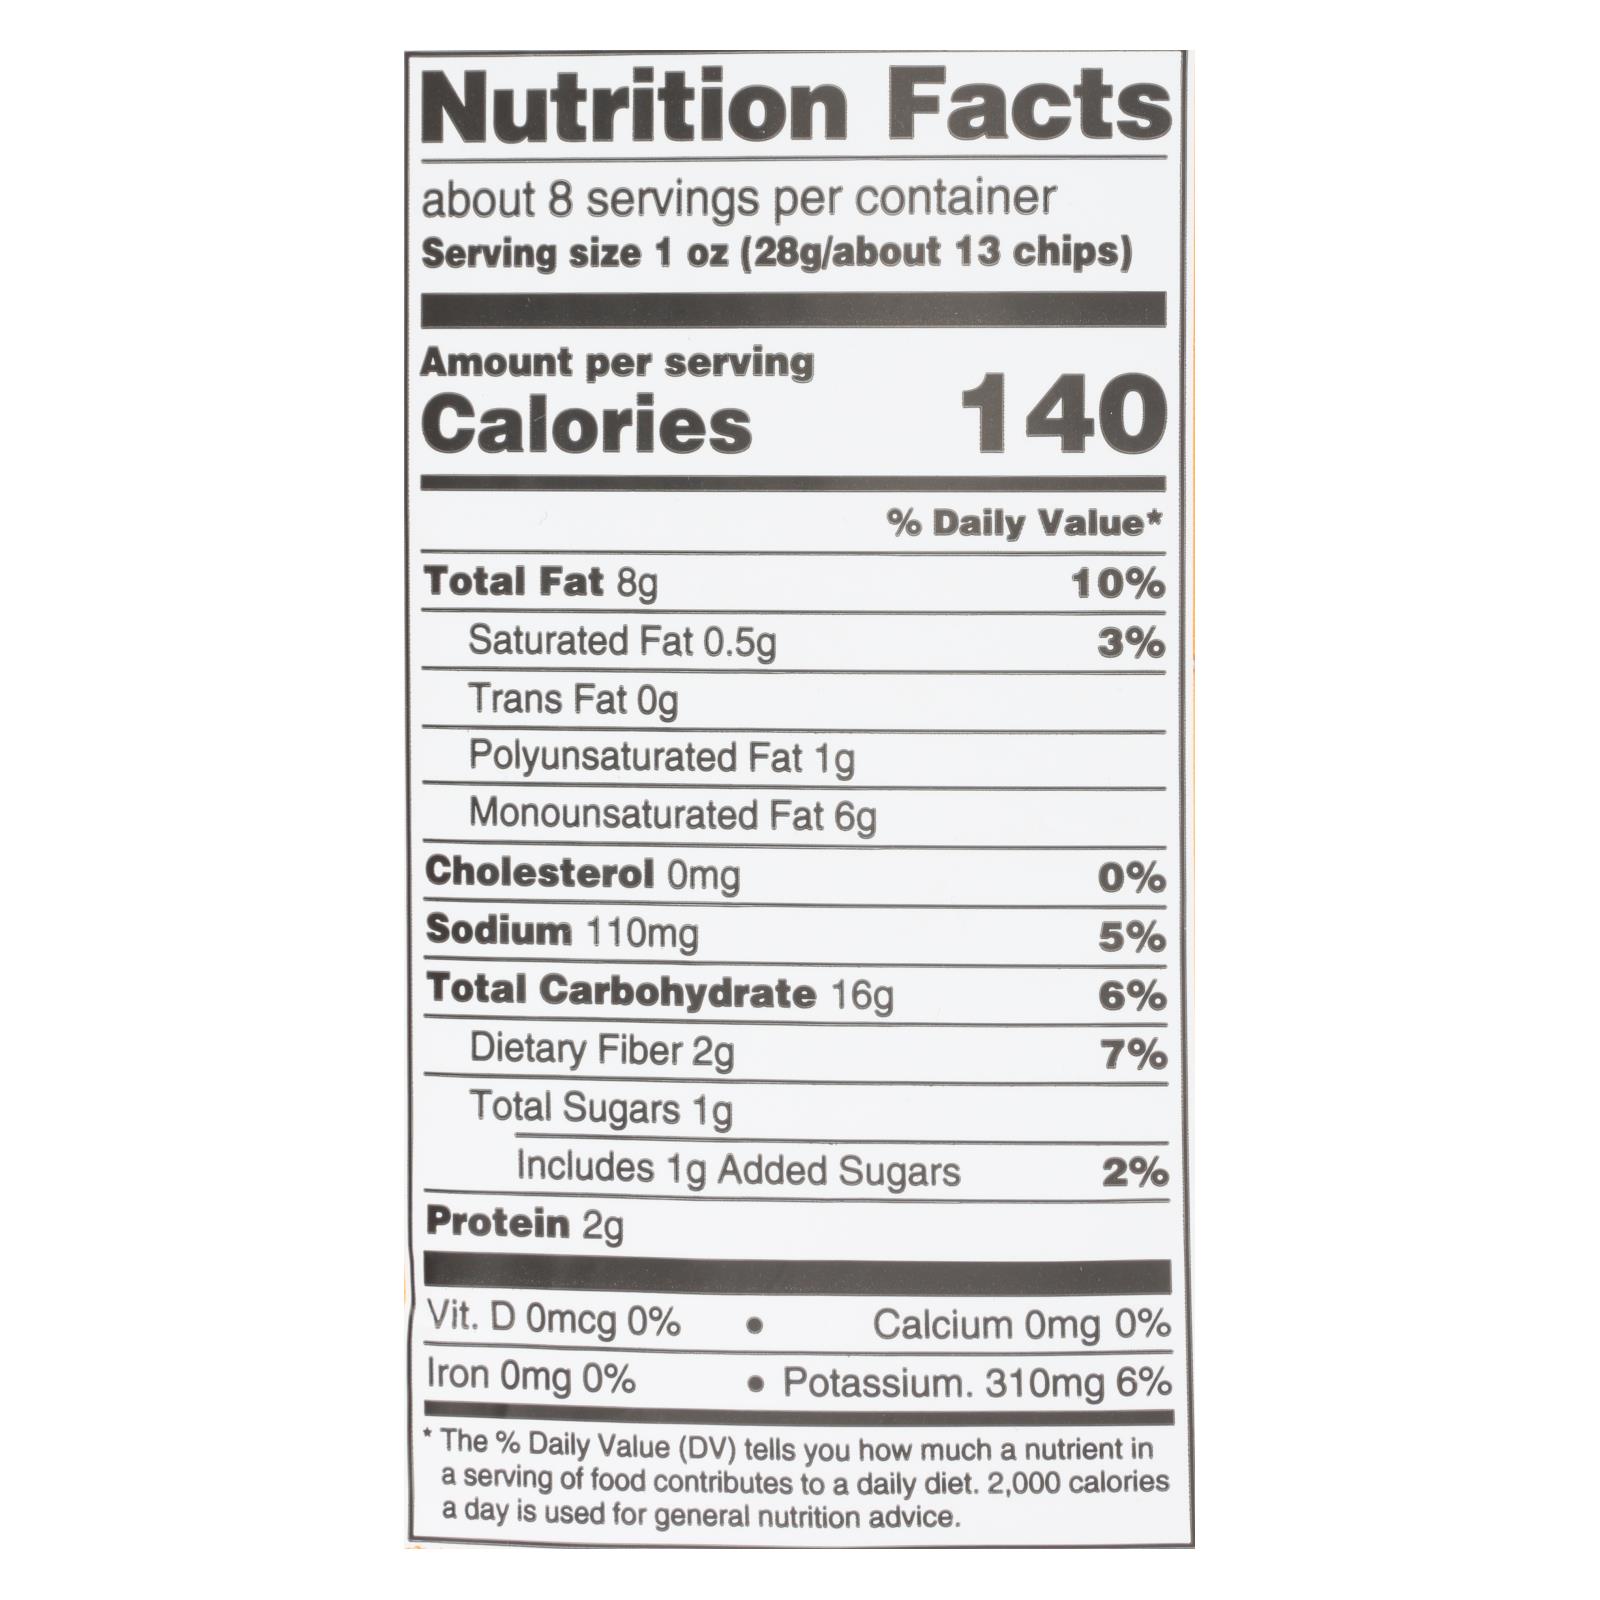 Nutrition Facts
about 8 servings per container
Serving size 1 oz (28g/about 13 chips)
Amount per serving
Calories 140
% Daily Value*
Total Fat 8g 10%
Saturated Fat 0.5g 3%
Trans Fat 0g
Polyunsaturated Fat 1g
Monounsaturated Fat 6g
Cholesterol 0mg 0%
Sodium 110mg 5%
Total Carbohydrate 16g 6%
Dietary Fiber 2g 7%
Total Sugars 1g
Includes 1g Added Sugars 2%
Protein 2g
Vit. D 0mcg 0% • Calcium 0mg 0%
Iron 0mg 0% • Potassium. 310mg 6%
* The % Daily Value (DV) tells you how much a nutrient in
a serving of food contributes to a daily diet. 2,000 calories
a day is used for general nutrition advice.